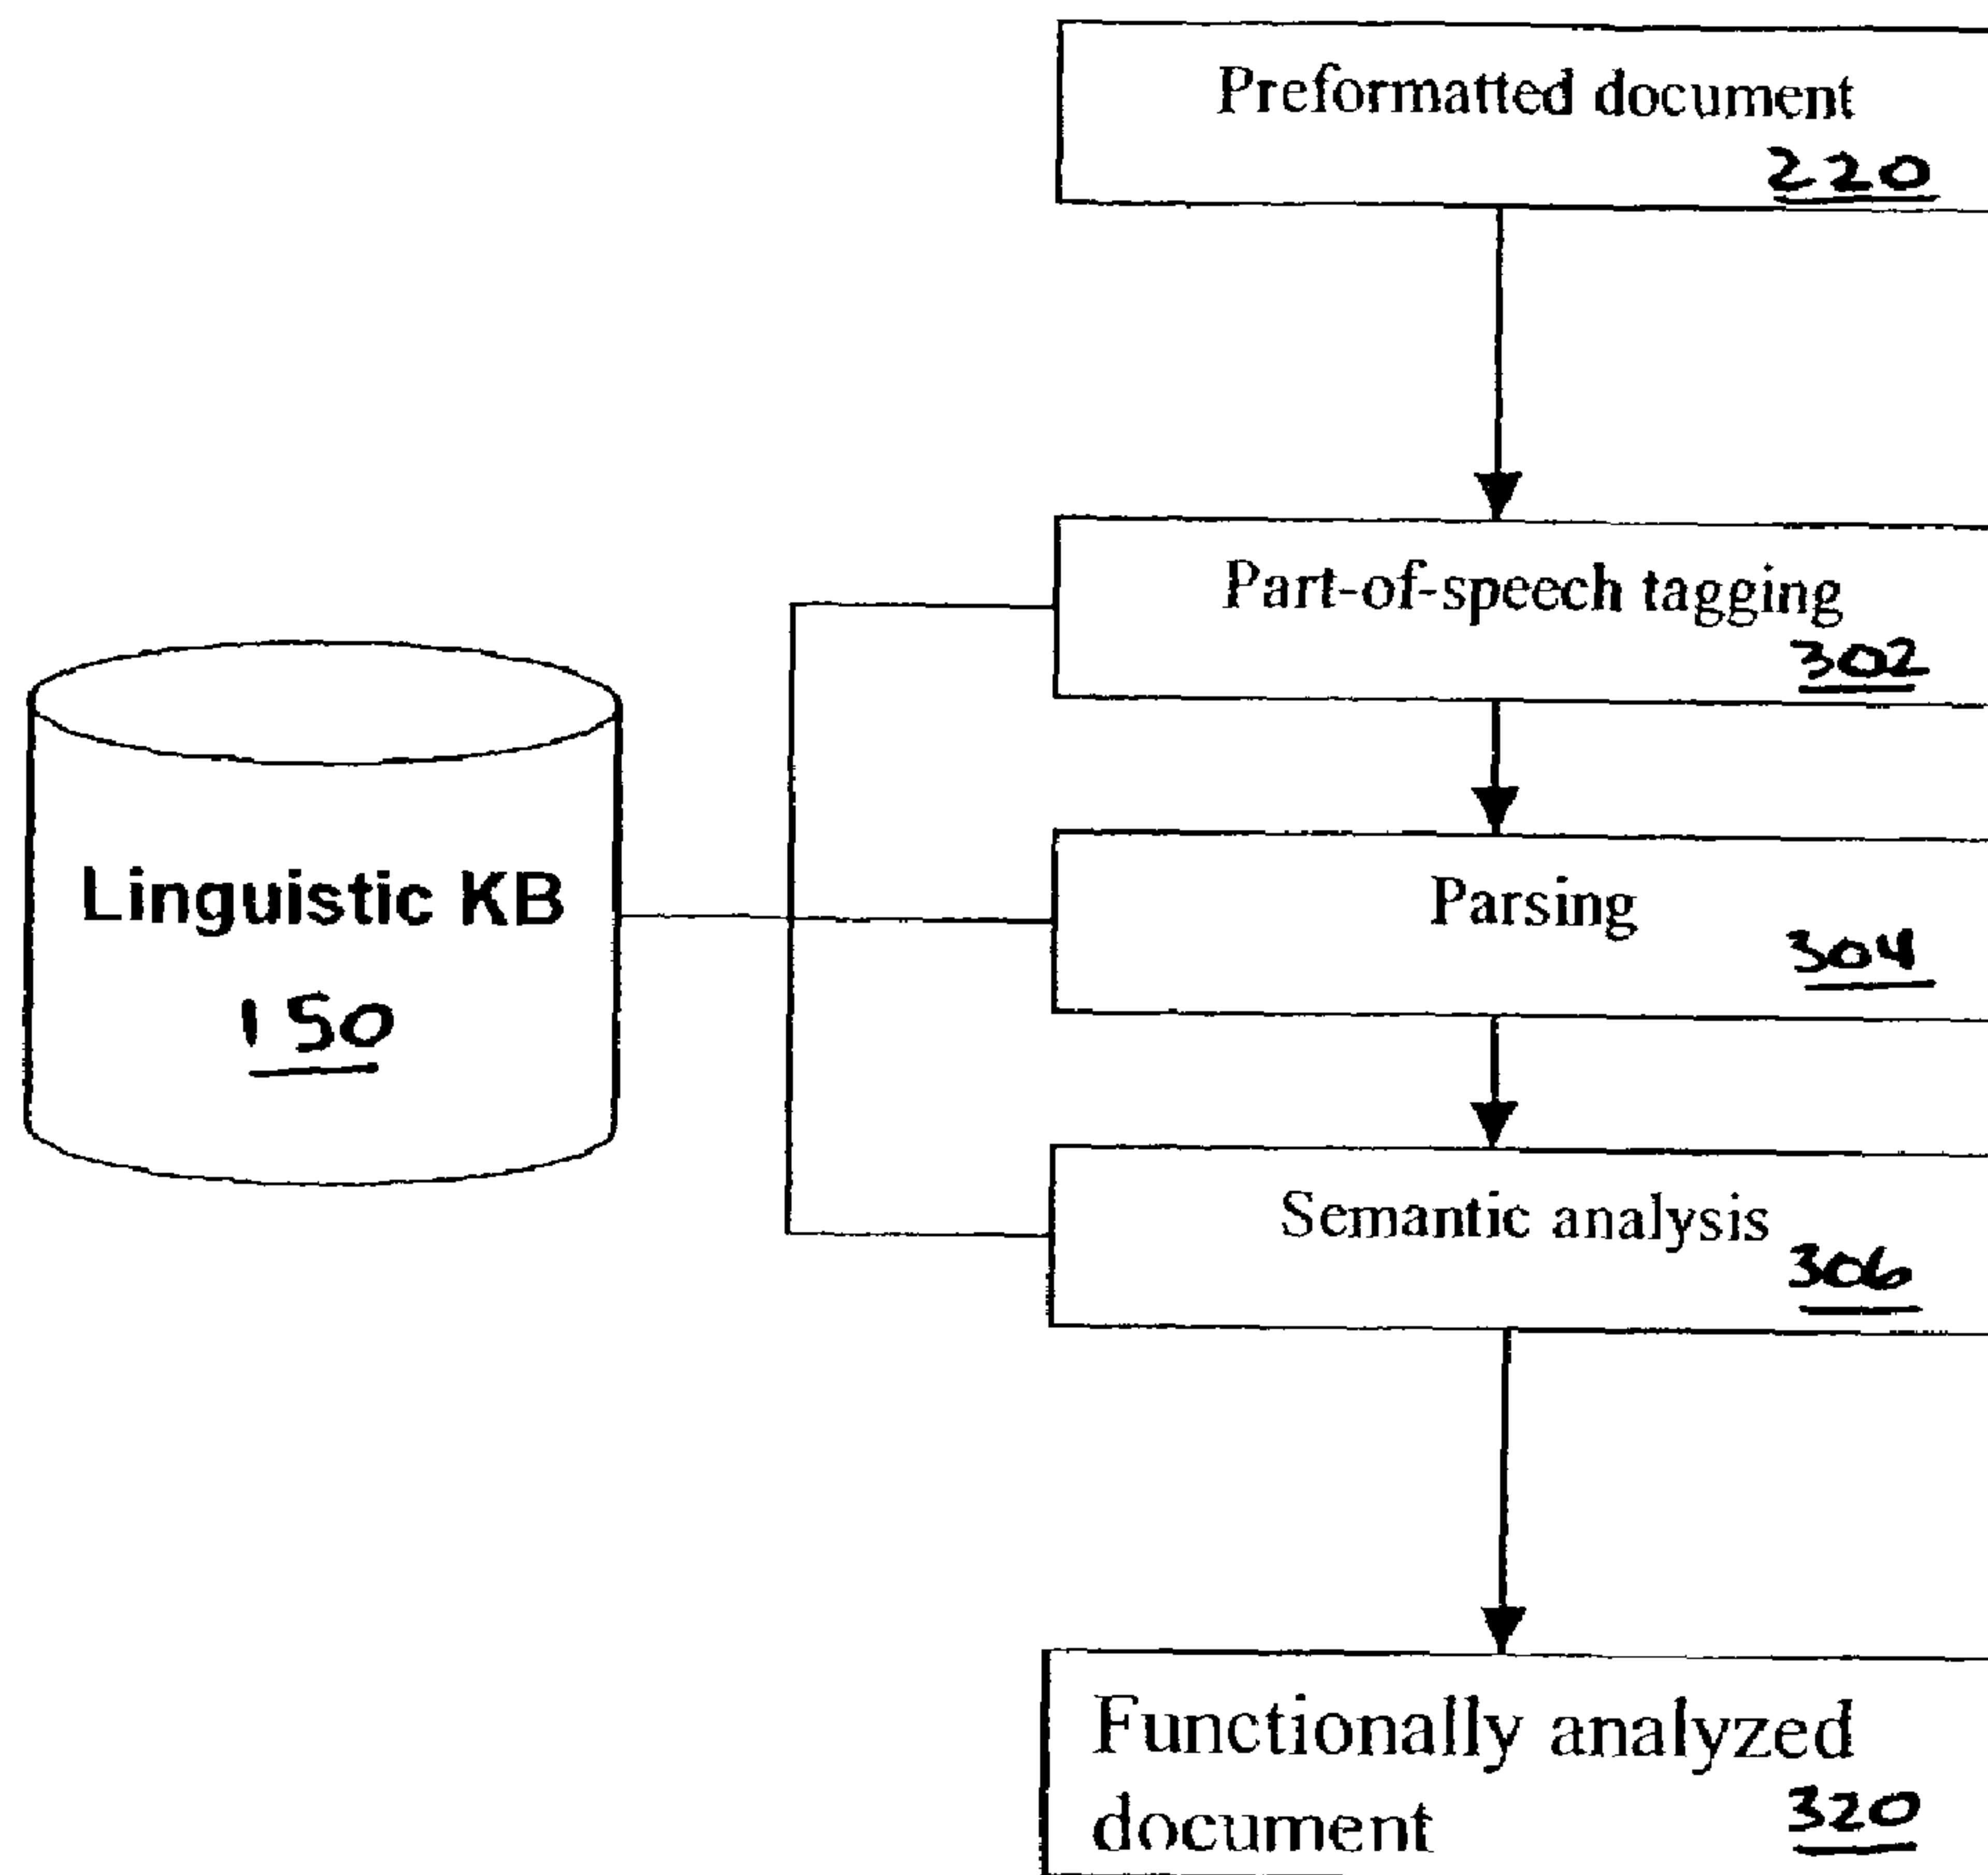 Preformatted document
220
Part-of-speech tagging
302
Linguistic KB
150
Parsing
304
Semantic analysis
306
Functionally analyzed
document
320